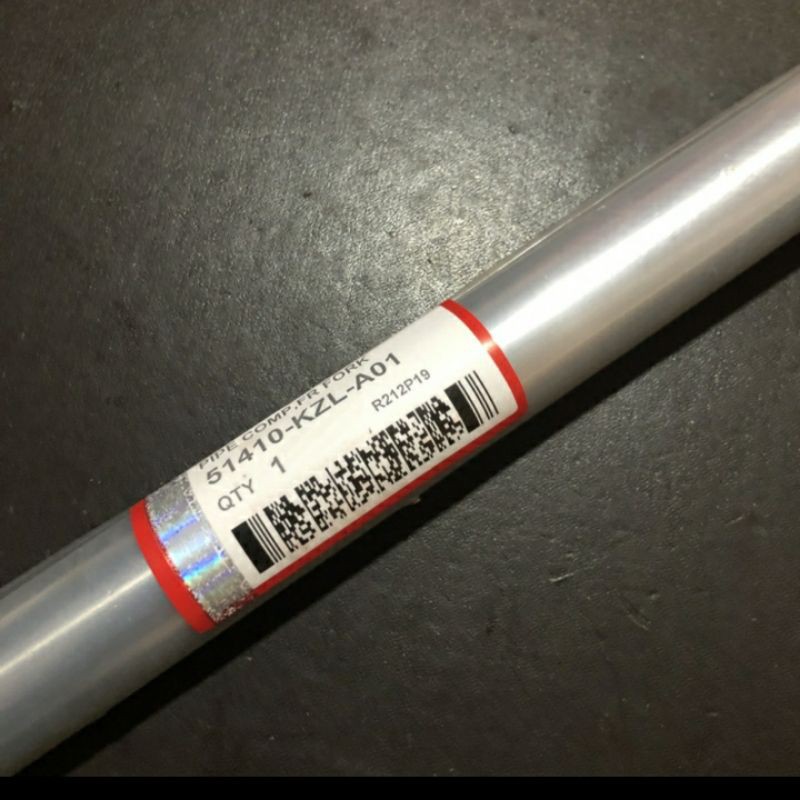 PIPE COMP,FR FORK
51410-KZL-A01
QTY 1
R212P19